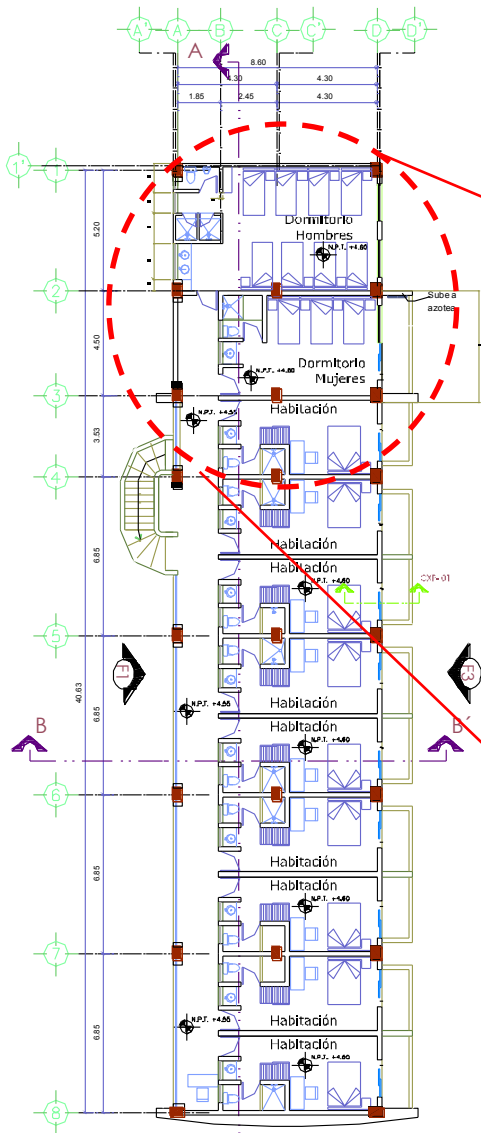 A'
A
B
C
C'
D
D'
A
8.60
4.30
4.30
1.85
2.45
4.30
1'
5.20
Dormitorio
Hombres
N.P.T. +4.60
2
Sube a
azotea
4.50
Dormitorio
Mujeres
N.P.T. +4.60
3
Habitación
N.P.T. +4.55
3.53
4
6.85
Habitación
Habitación
N.P.T. +4.60
CXF-01
5
F1
F3
40.63
6.85
Habitación
N.P.T. +4.55
B
B´
Habitación
N.P.T. +4.60
6
6.85
Habitación
Habitación
N.P.T. +4.60
7
6.85
Habitación
N.P.T. +4.55
Habitación
N.P.T. +4.60
8